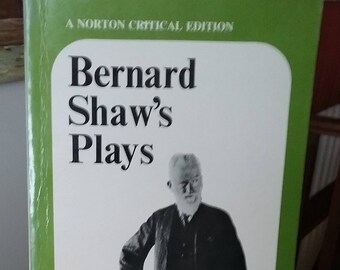 A NORTON CRITICAL EDITION
Bernard
Shaw's
Plays